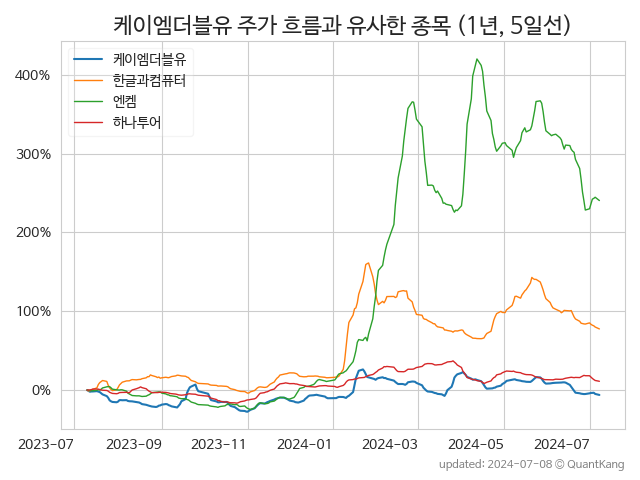 케이엠더블유 주가 흐름과 유사한 종목 (1년, 5일선)
케이엠더블유
한글과컴퓨터
엔켐
하나투어
400%
300%
200%
100%
0%
2023-07 2023-09 2023-11 2024-01 2024-03 2024-05 2024-07
updated: 2024-07-08 © QuantKang